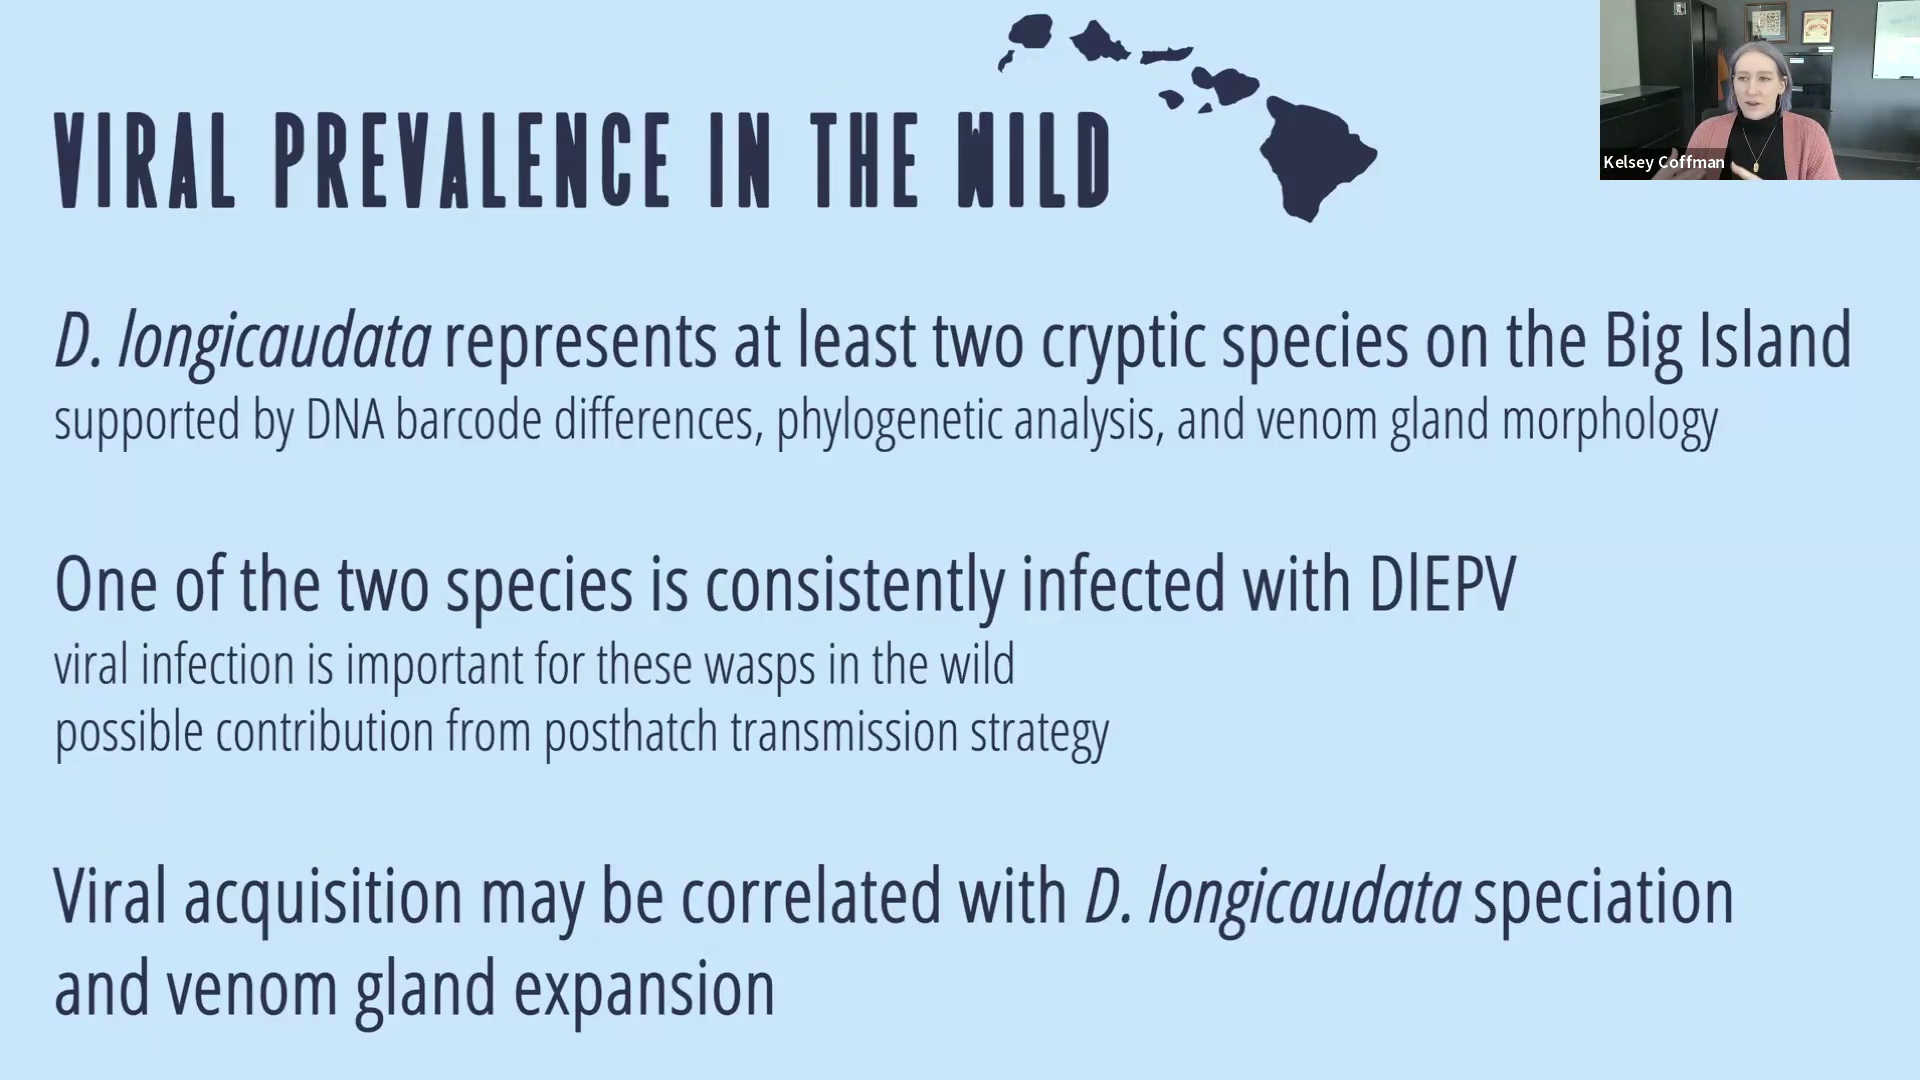 VIRAL PREVALENCE IN THE WILD
Kelsey Coffman
D. longicaudata represents at least two cryptic species on the Big Island
supported by DNA barcode differences, phylogenetic analysis, and venom gland morphology
One of the two species is consistently infected with DlEPV
viral infection is important for these wasps in the wild
possible contribution from posthatch transmission strategy
Viral acquisition may be correlated with D. longicaudata speciation
and venom gland expansion